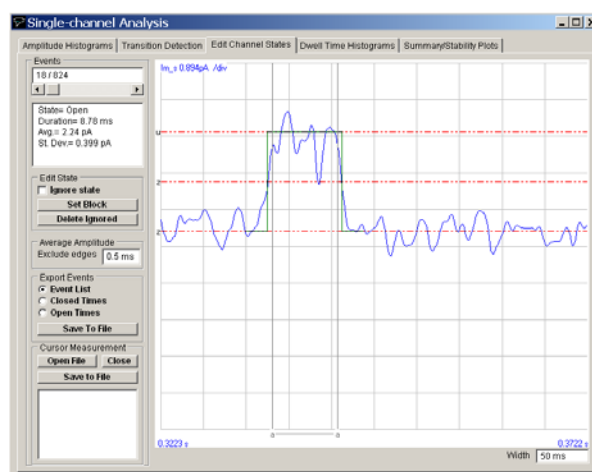 Single-channel Analysis
Amplitude Histograms Transition Detection Edit Channel States Dwell Time Histograms Summary/Stability Plots
Events
18 / 824
State= Open
Duration= 8.78 ms
Avg.= 2.24 pA
St. Dev.= 0.399 pA
Edit State
Ignore state
Set Block
Delete Ignored
Average Amplitude
Exclude edges 0.5 ms
Export Events
Event List
Closed Times
Open Times
Save To File
Cursor Measurement
Open File Close
Save to File
Im_s 0.894pA /div
u
z
z
a a
0.3223 s 0.3722 s
Width 50 ms